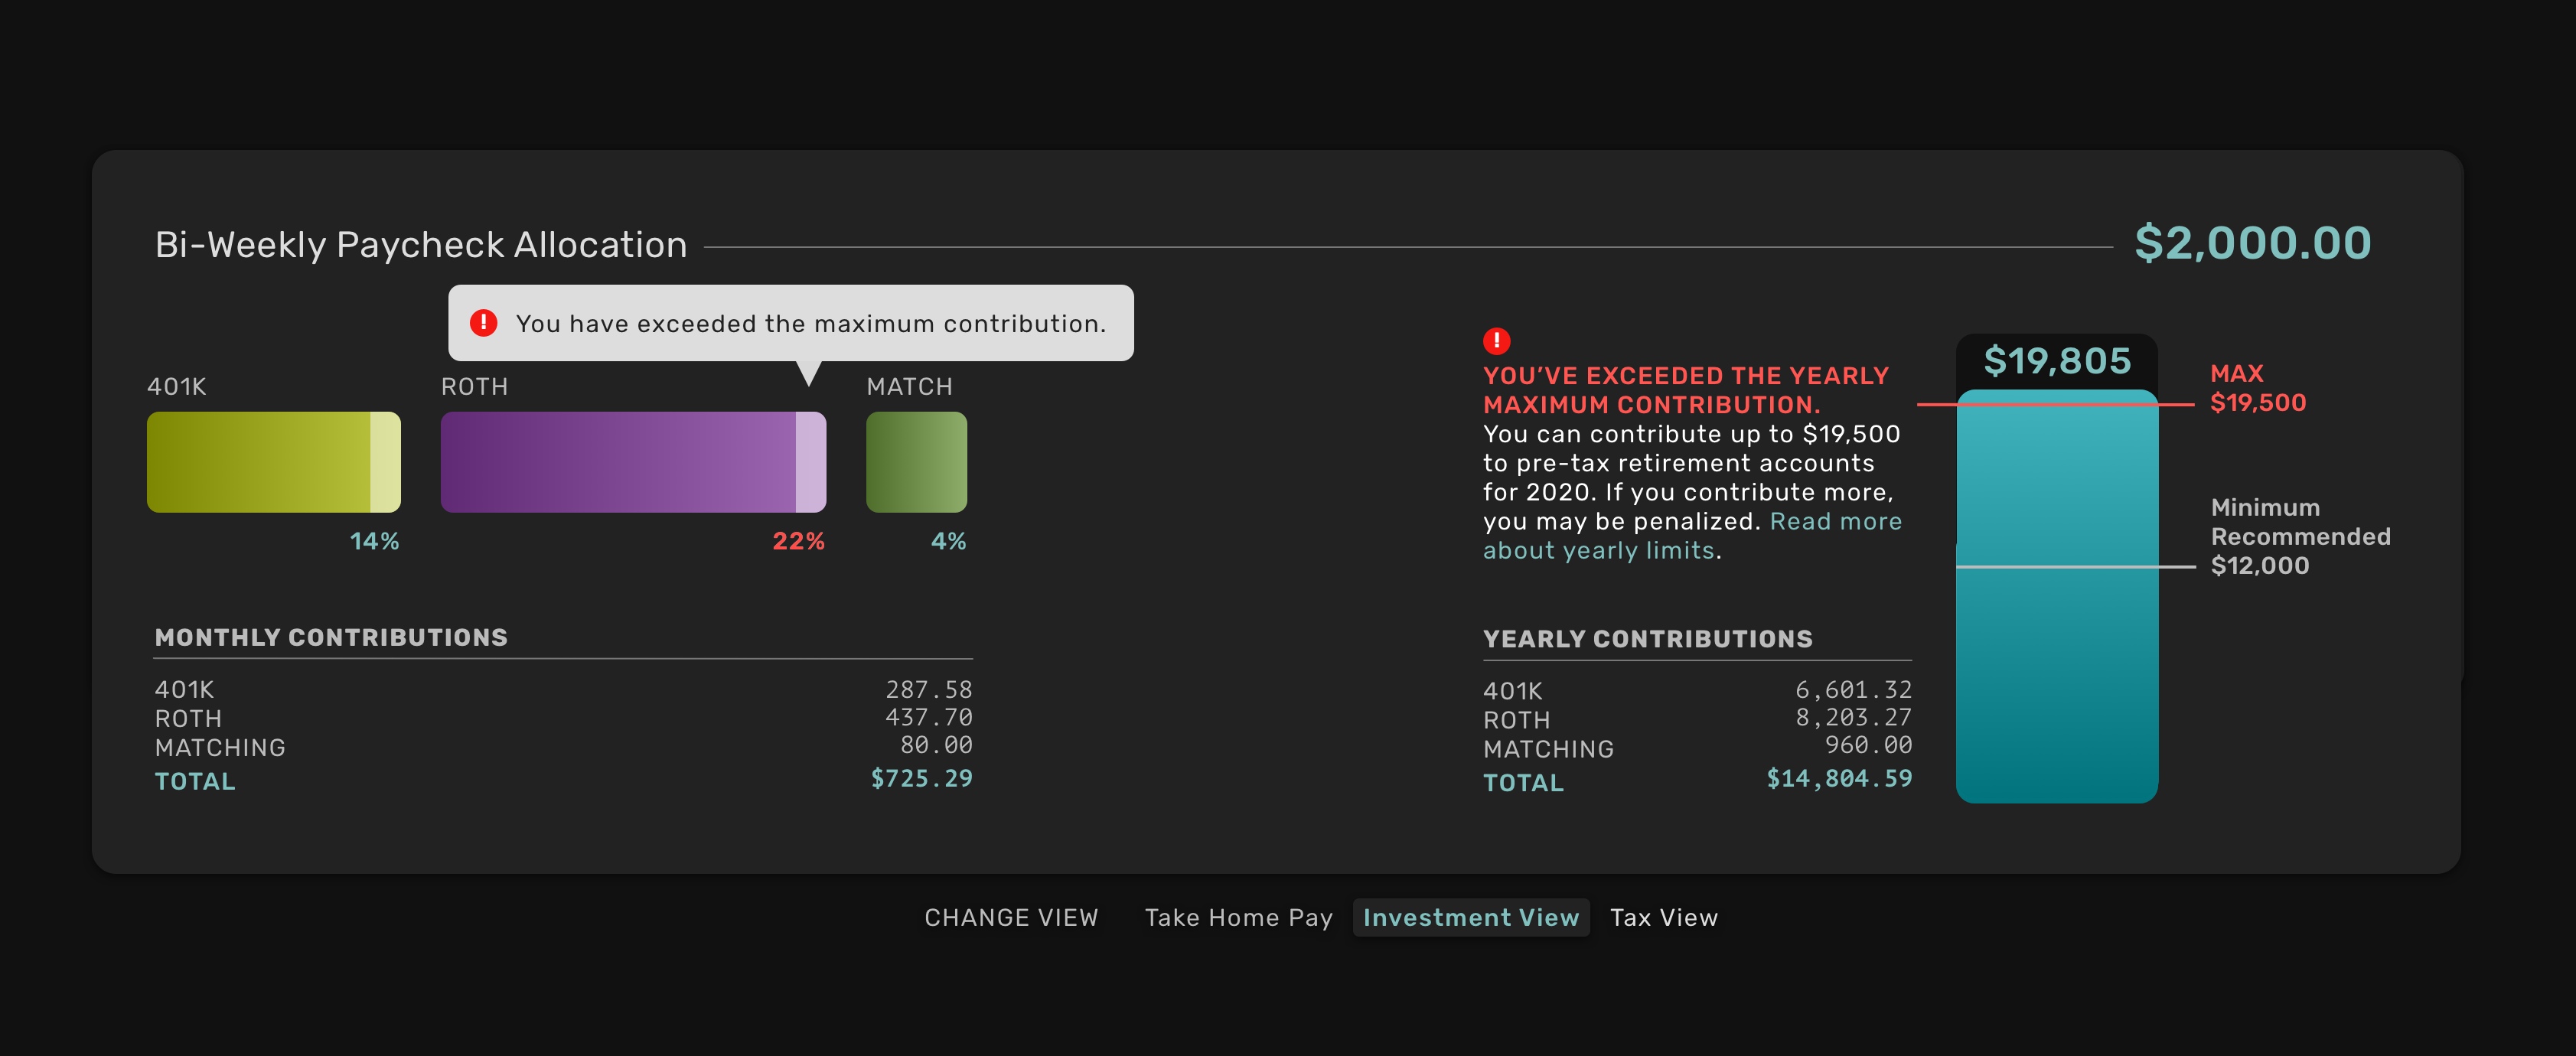 Bi-Weekly Paycheck Allocation $2,000.00
You have exceeded the maximum contribution.
401K ROTH MATCH
14% 22% 4%
MONTHLY CONTRIBUTIONS
401K 287.58
ROTH 437.70
MATCHING 80.00
TOTAL $725.29
YOU’VE EXCEEDED THE YEARLY
MAXIMUM CONTRIBUTION.
You can contribute up to $19,500
to pre-tax retirement accounts
for 2020. If you contribute more,
you may be penalized. Read more
about yearly limits.
YEARLY CONTRIBUTIONS
401K 6,601.32
ROTH 8,203.27
MATCHING 960.00
TOTAL $14,804.59
$19,805
MAX
$19,500
Minimum
Recommended
$12,000
CHANGE VIEW Take Home Pay Investment View Tax View